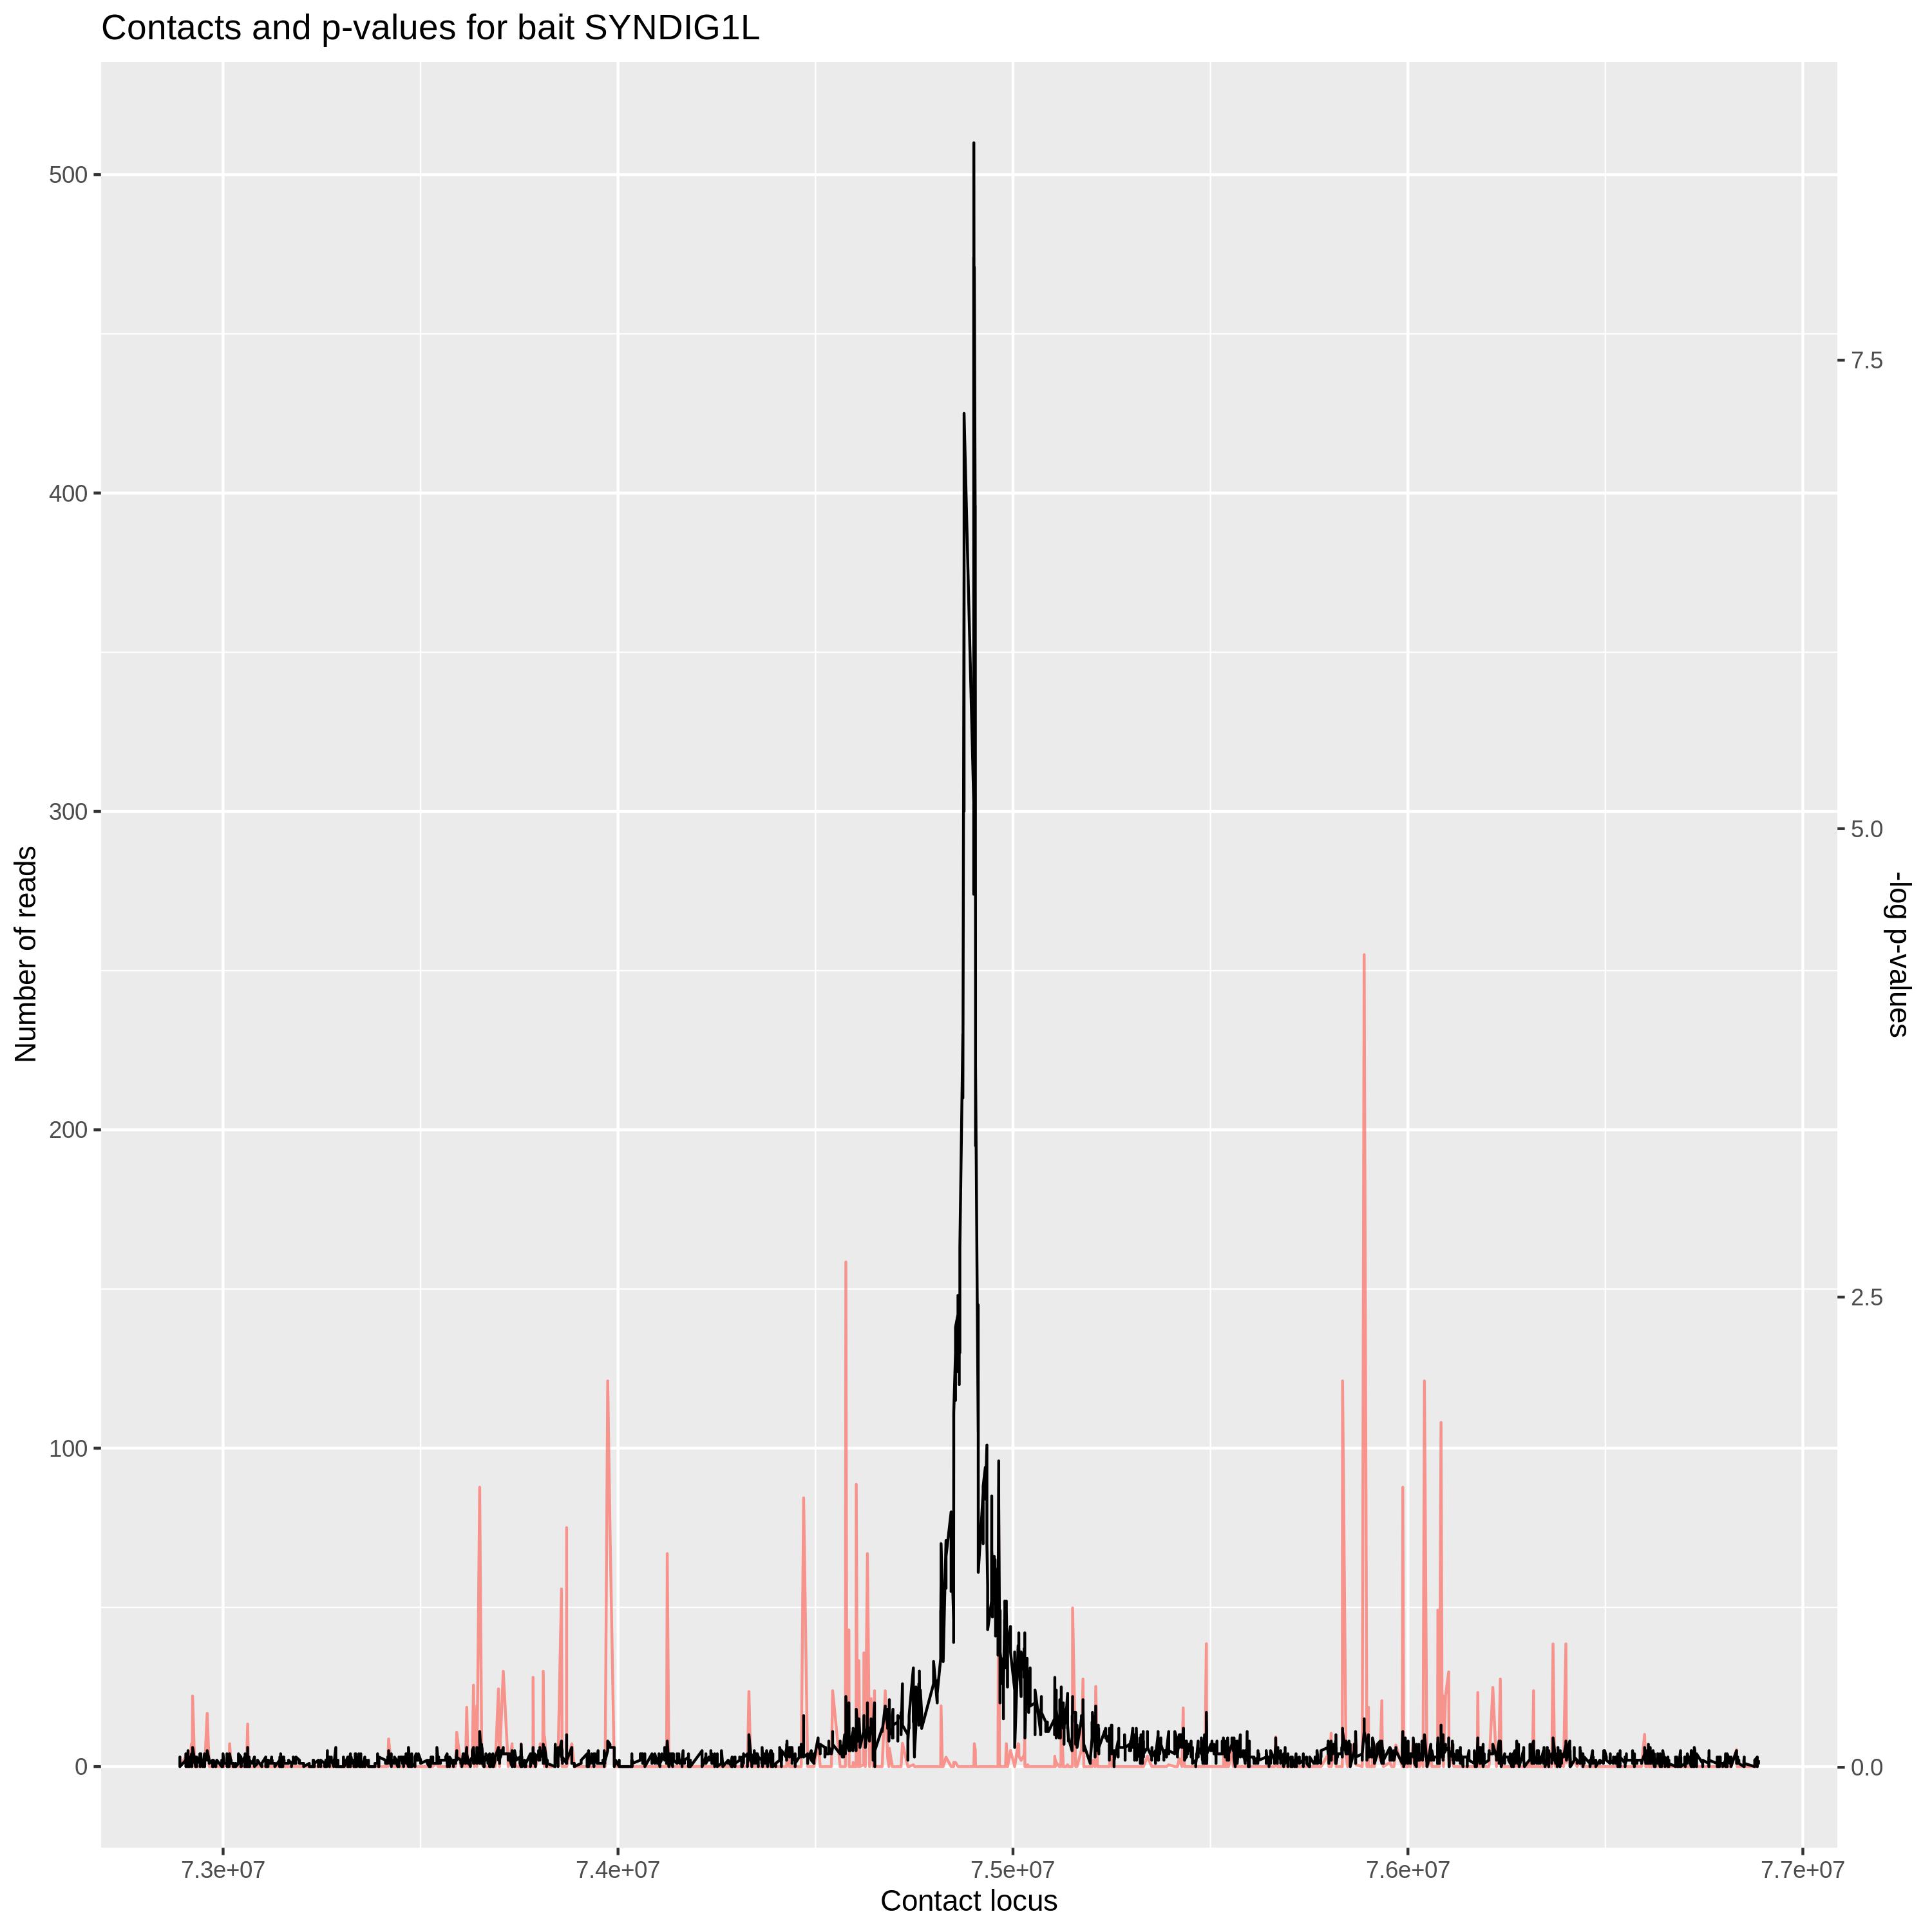 Contacts and p-values for bait SYNDIG1L
500
400
300
200
100
0
Number of reads
7.5
5.0
2.5
0.0
-log p-values
7.3e+07
7.4e+07
7.5e+07
7.6e+07
7.7e+07
Contact locus